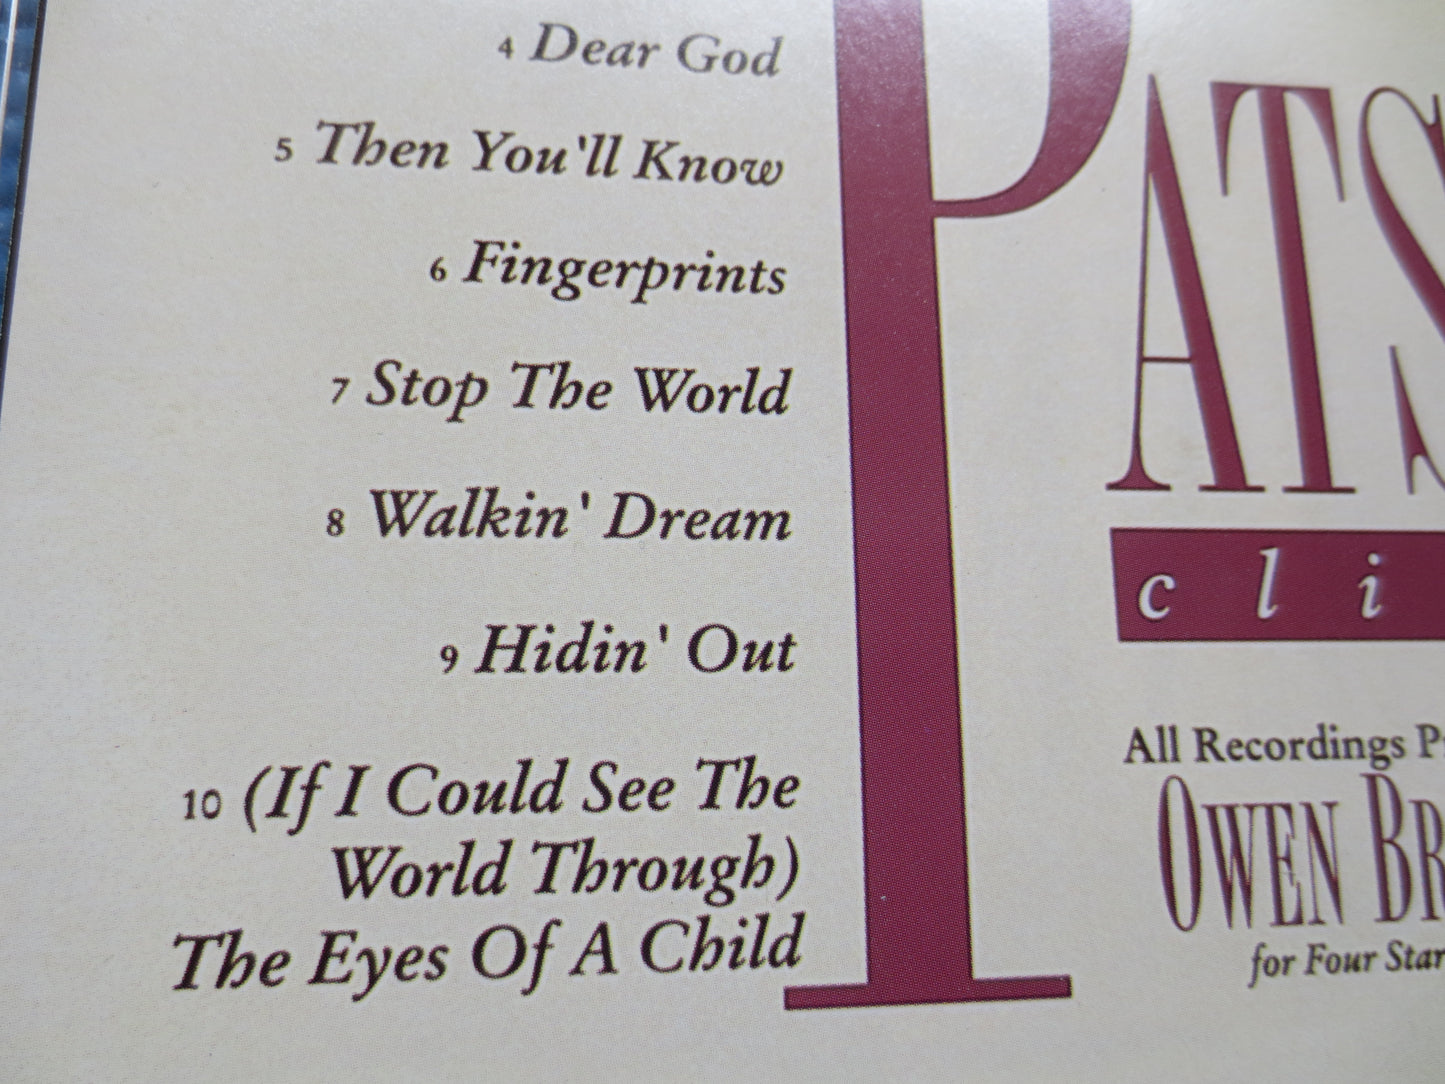 4 Dear God
5 Then You'll Know
6 Fingerprints
7 Stop The World
8 Walkin' Dream
9 Hidin' Out
10 (If I Could See The
World Through)
The Eyes Of A Child
PATS
cli
All Recordings P
OWEN BR
for Four Star